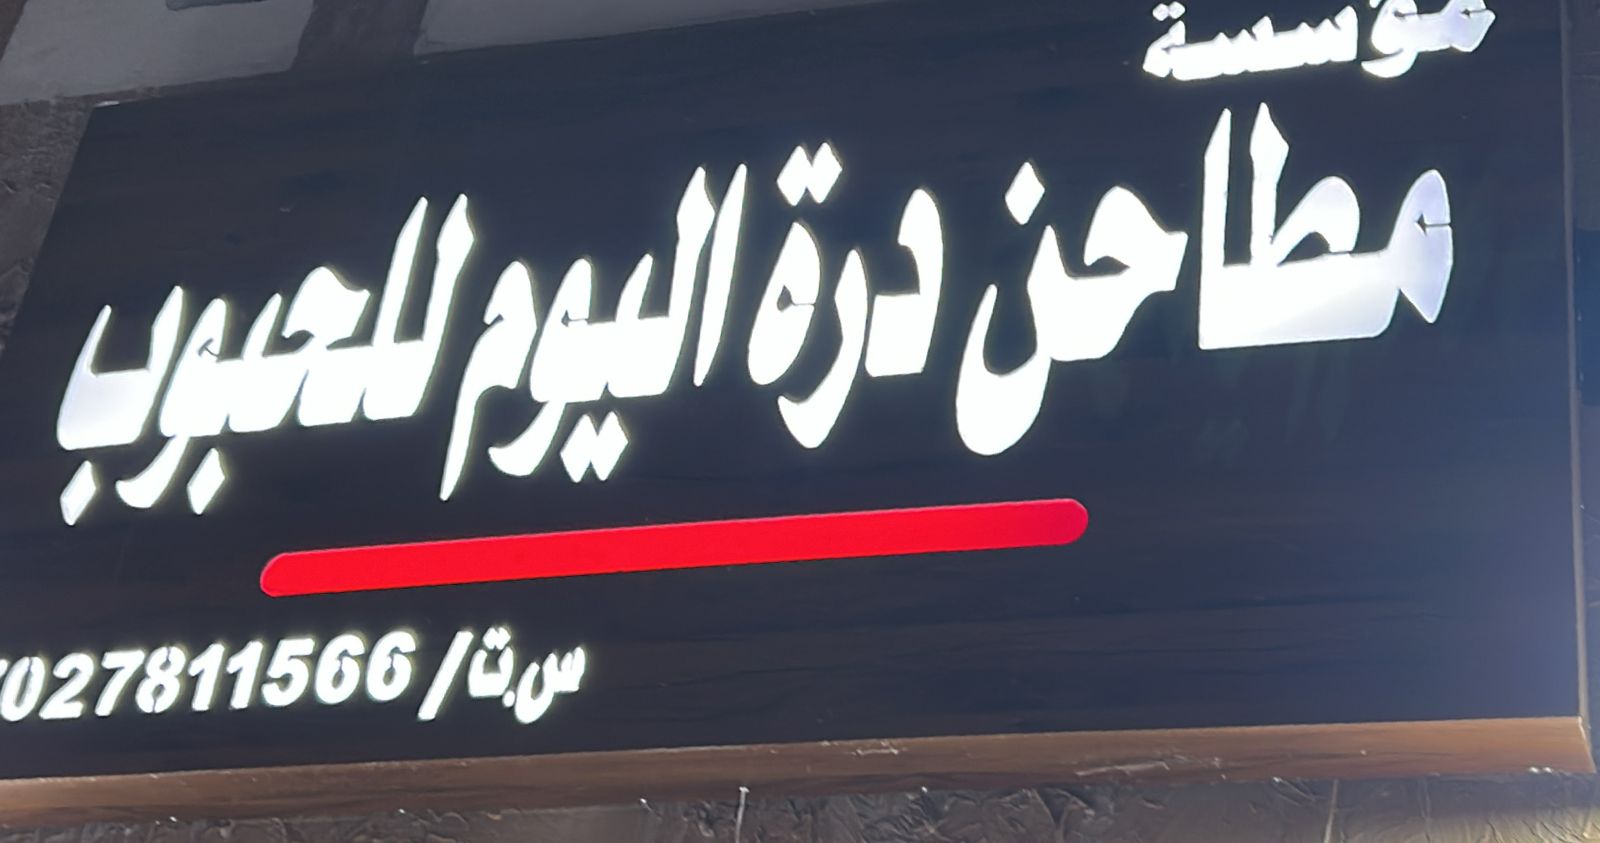 مؤسسة
مطاحن درة اليوم للحبوب
س.ت/ 7027811566